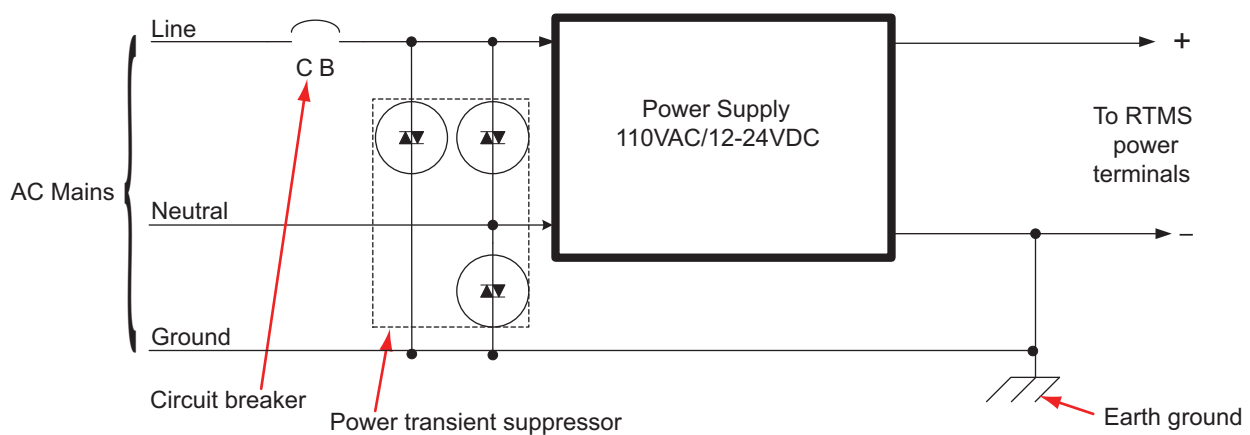 Line
C B
Power Supply
110VAC/12-24VDC
+
To RTMS
power
terminals
AC Mains
Neutral
–
Ground
Circuit breaker
Power transient suppressor
Earth ground